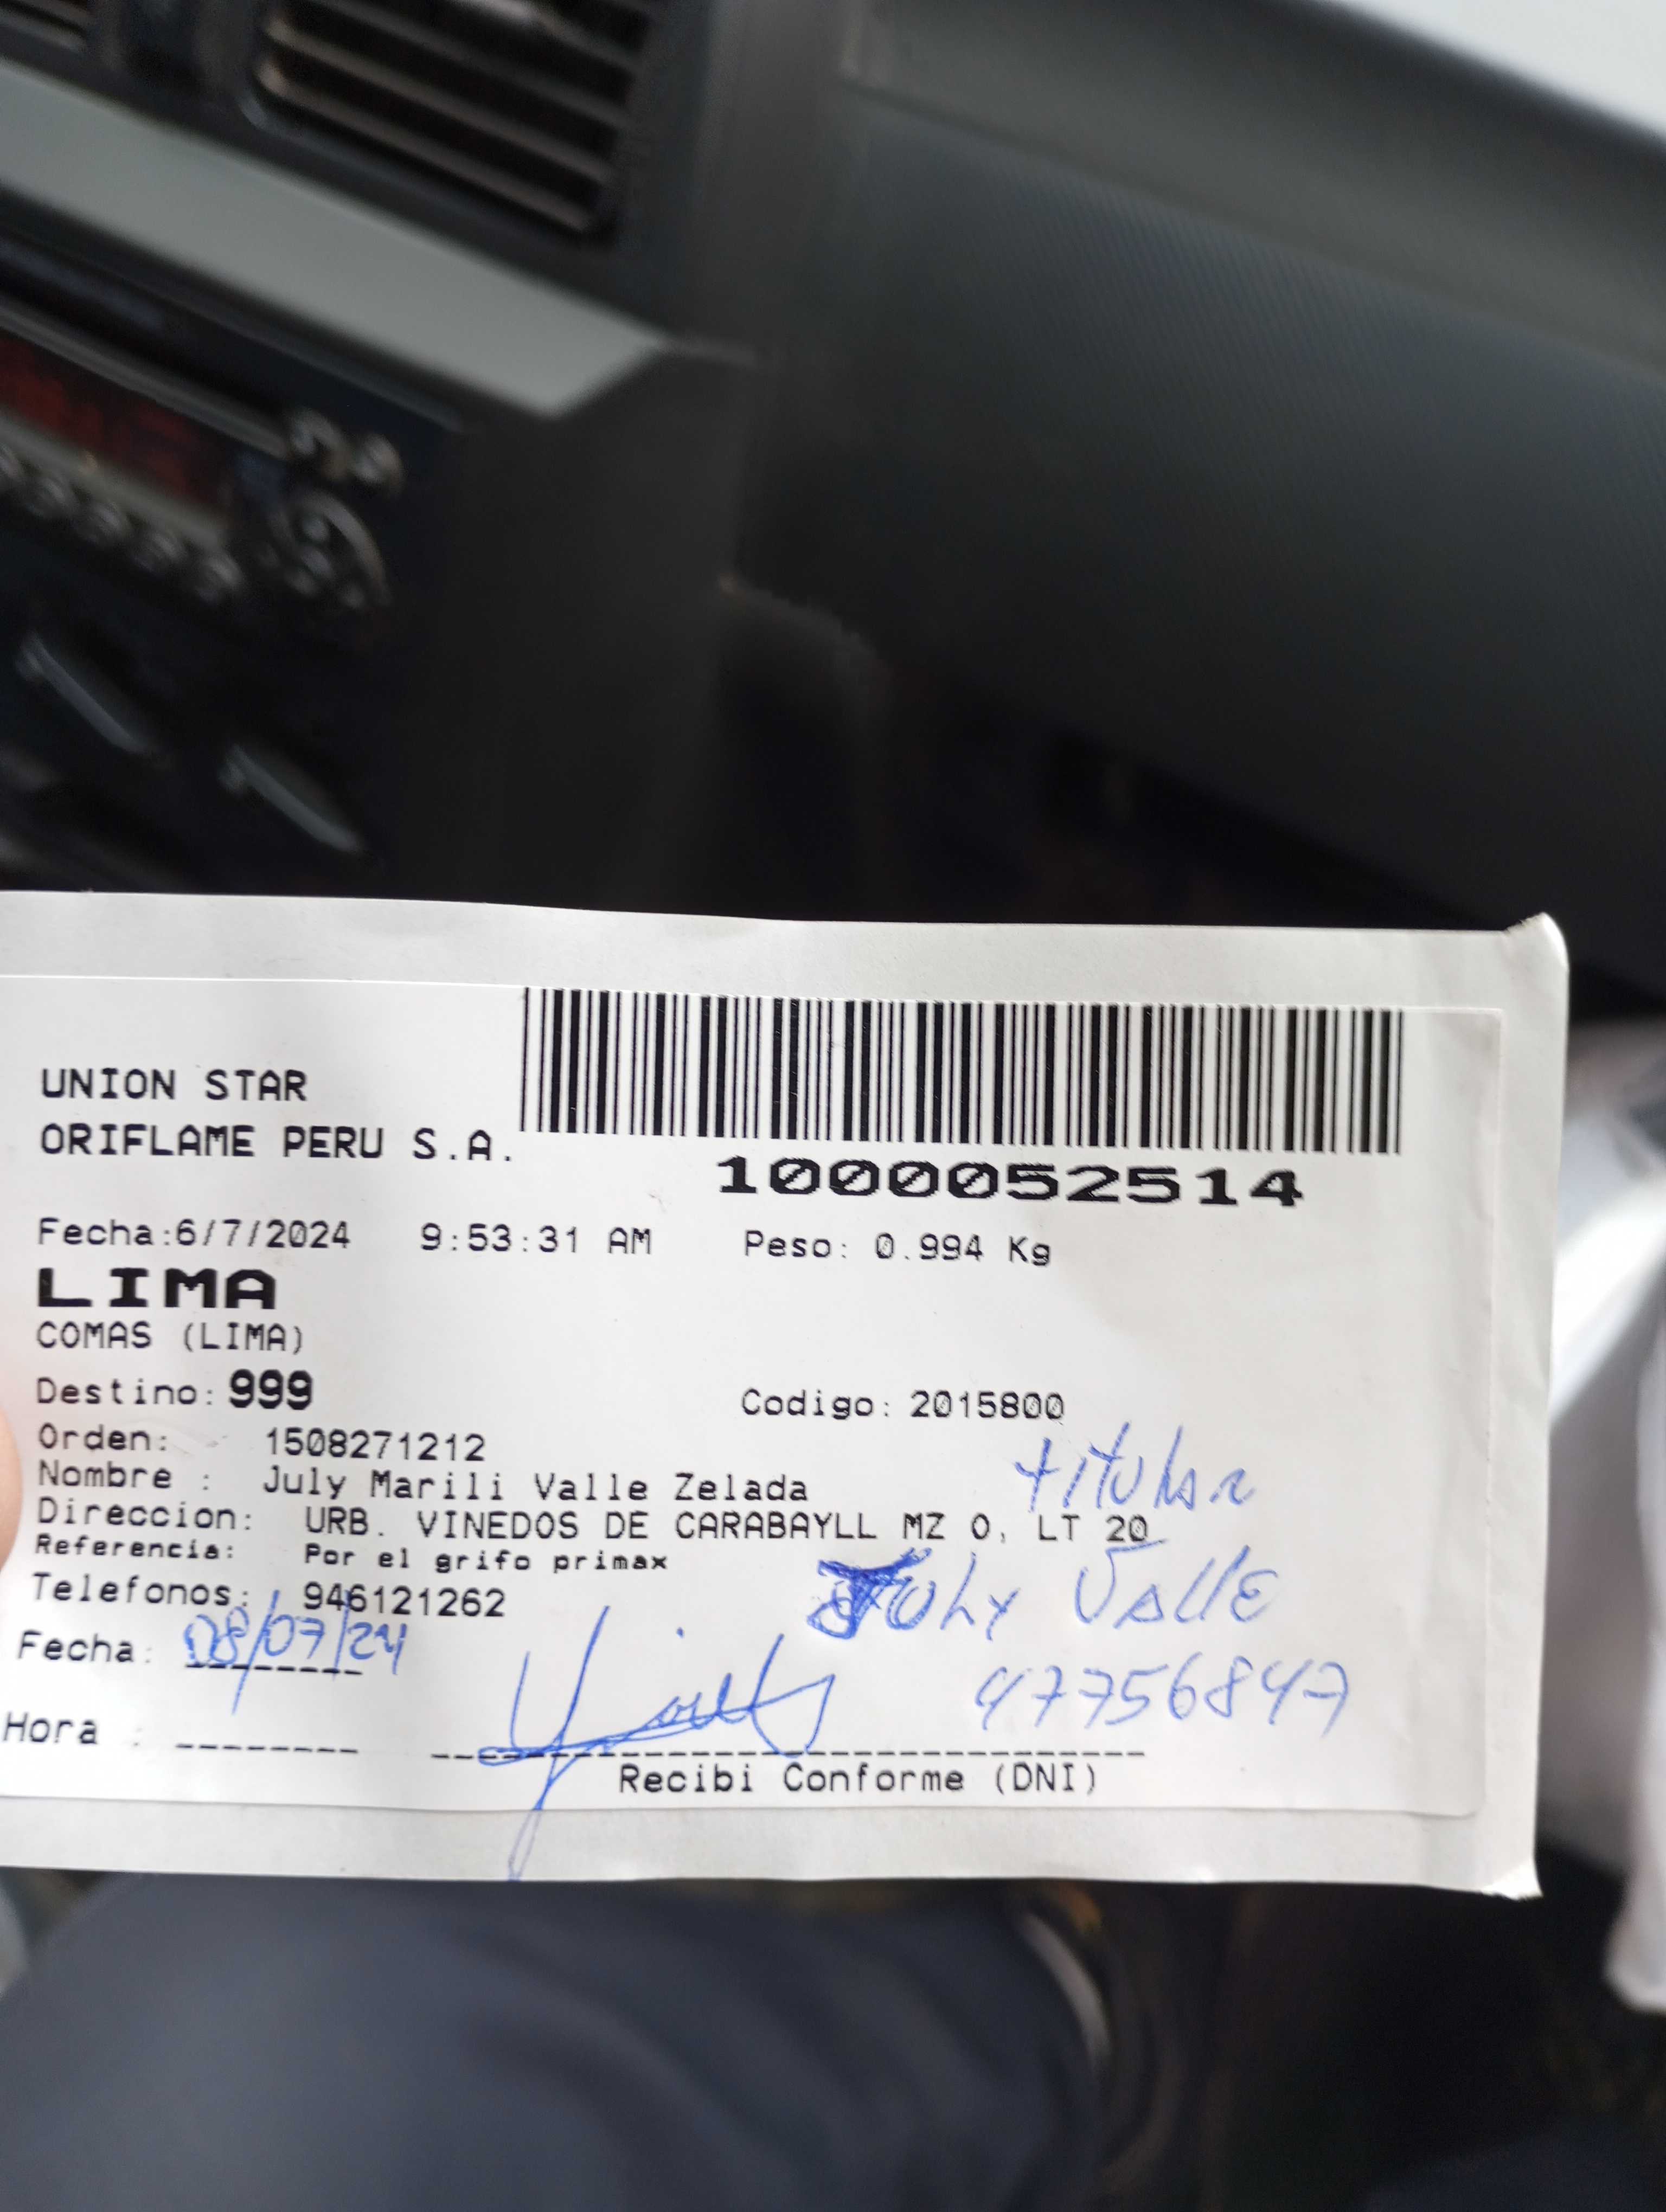 UNION STAR
ORIFLAME PERU S.A.
1000052514
Fecha:6/7/2024 9:53:31 AM Peso: 0.994 Kg
LIMA
COMAS (LIMA)
Destino: 999 Codigo: 2015800
Orden: 1508271212
titular
Nombre : July Marili Valle Zelada
Direccion: URB. VINEDOS DE CARABAYLL MZ O, LT 20
Referencia: Por el grifo primax
Telefonos: 946121262
July Valle
Fecha: 08/07/24
47756847
Hora :
Recibi Conforme (DNI)